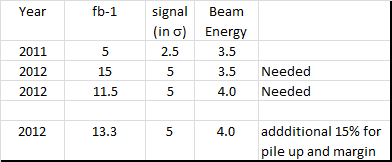 Year fb-1 signal (in σ) Beam Energy
2011 5 2.5 3.5
2012 15 5 3.5 Needed
2012 11.5 5 4.0 Needed
2012 13.3 5 4.0 addditional 15% for pile up and margin